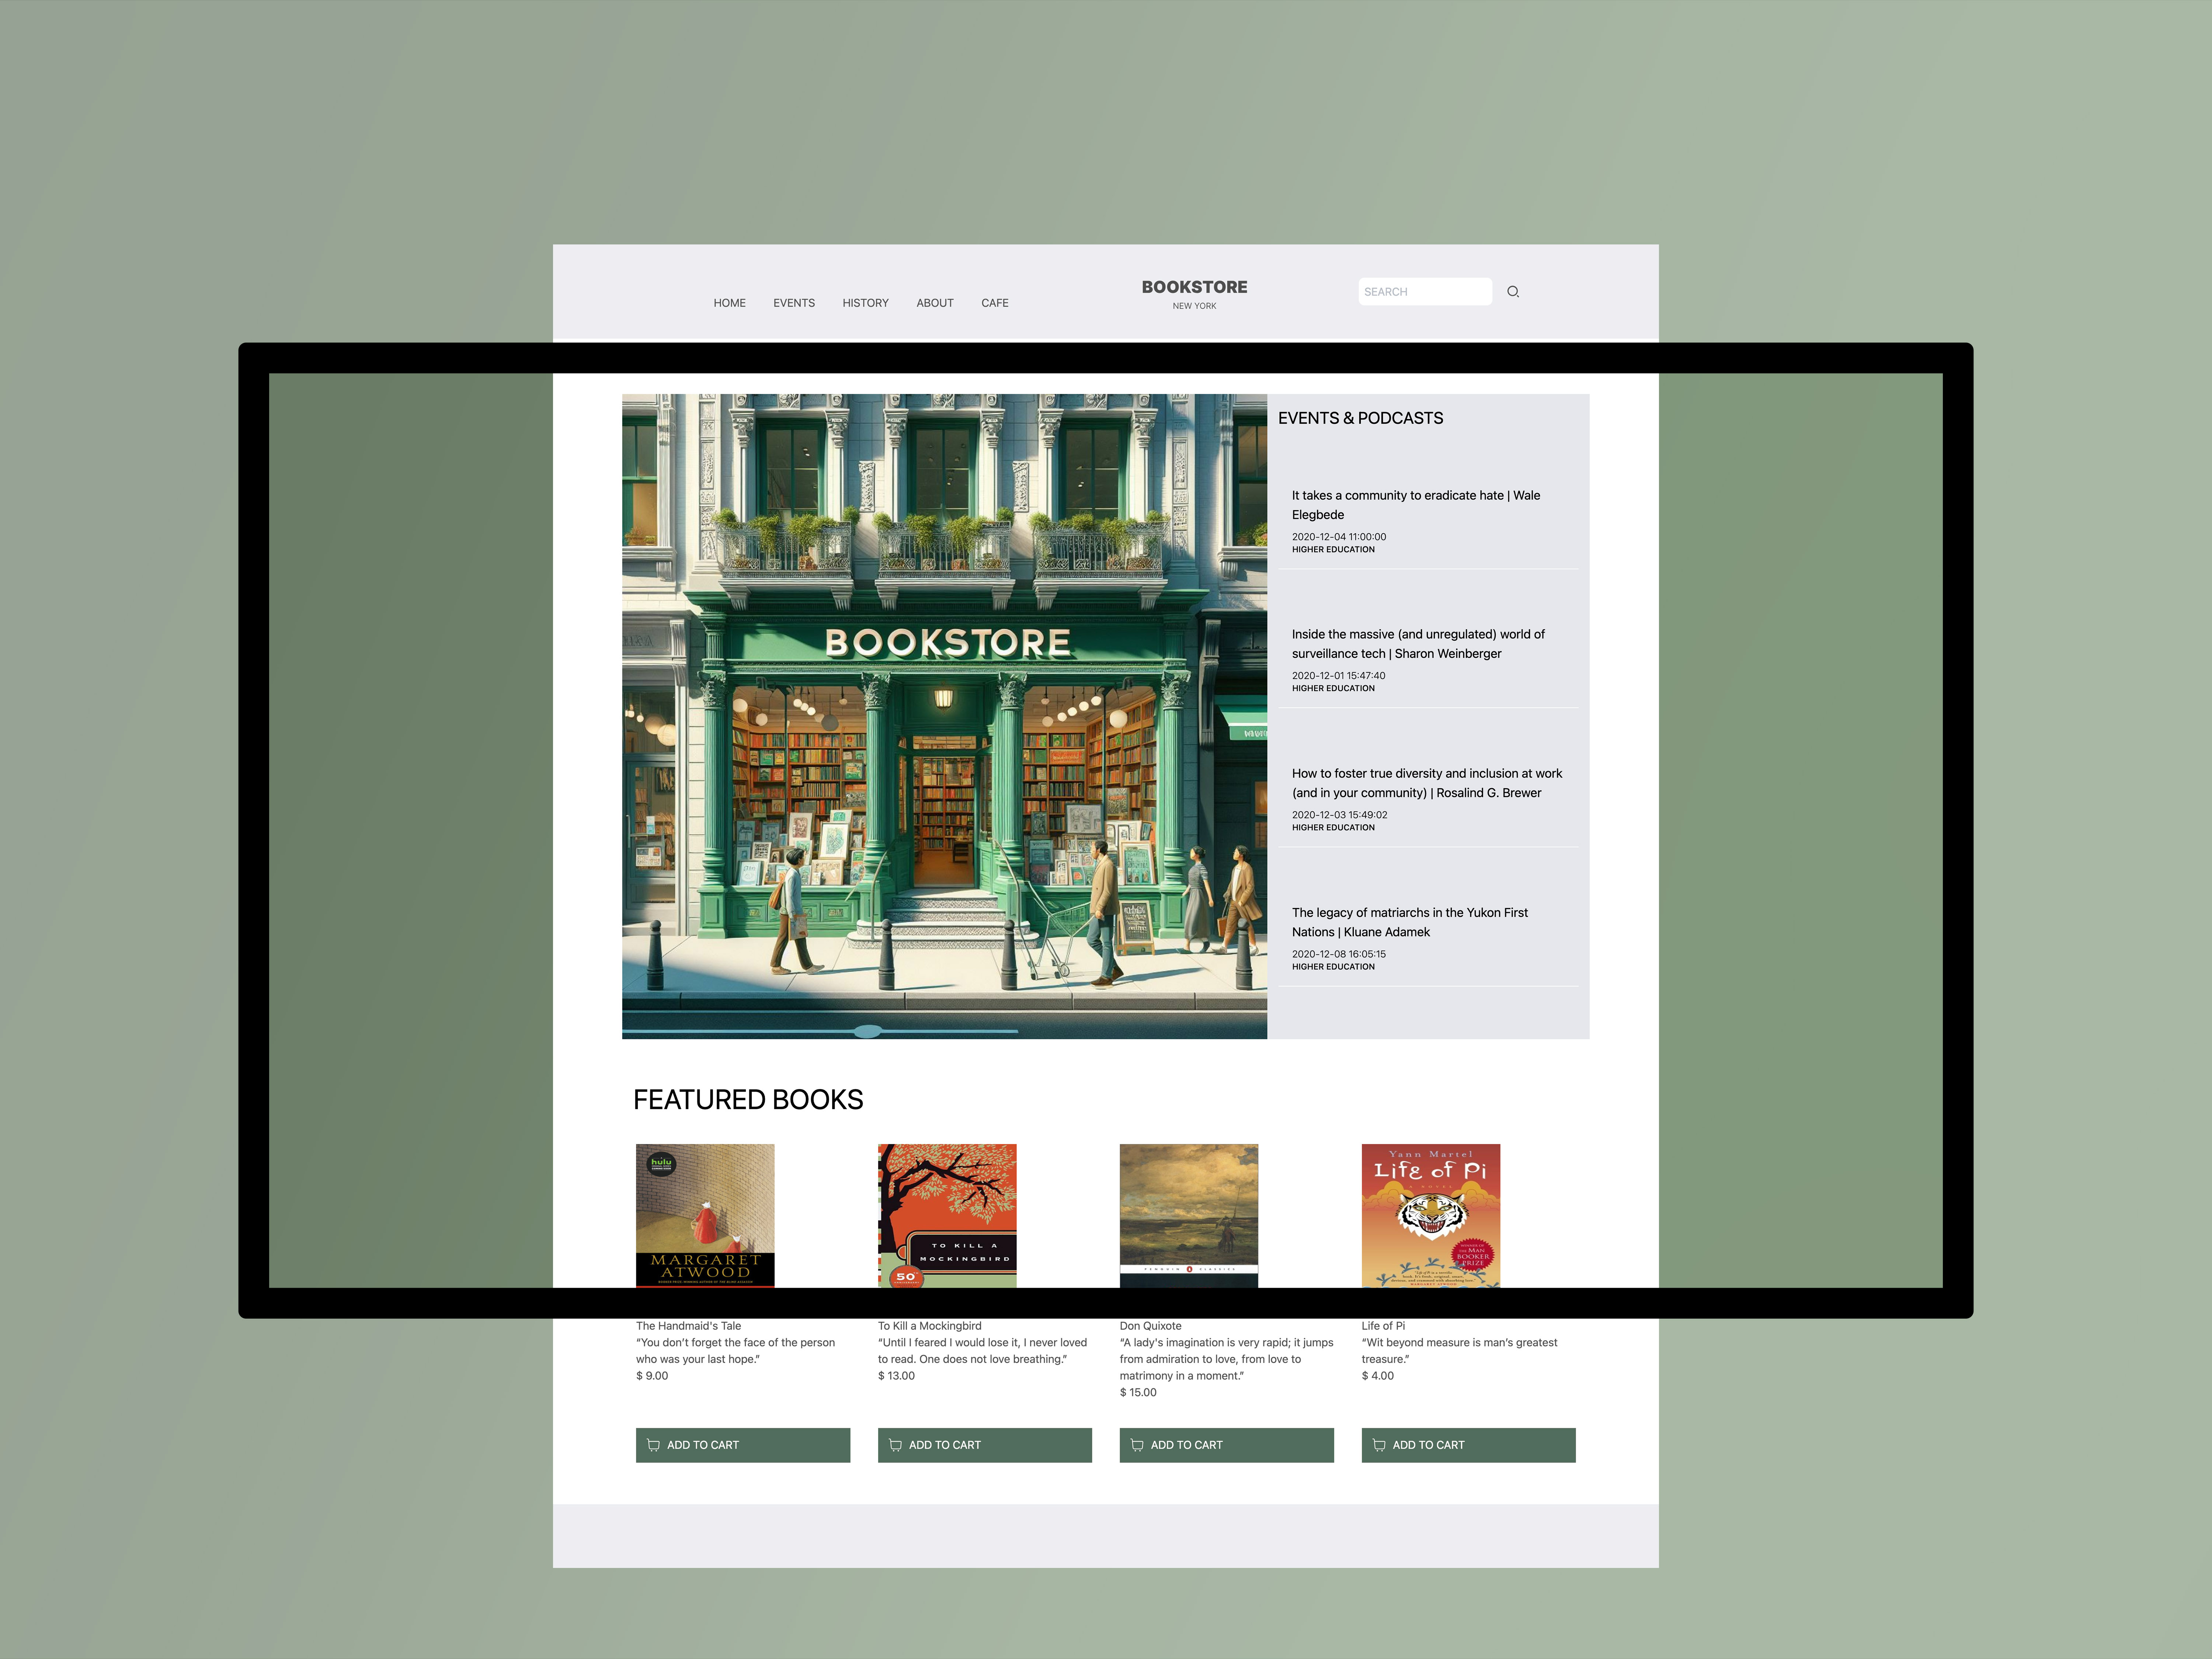 HOME EVENTS HISTORY ABOUT CAFE
BOOKSTORE
NEW YORK
SEARCH
BOOKSTORE
EVENTS & PODCASTS
It takes a community to eradicate hate | Wale
Elegbede
2020-12-04 11:00:00
HIGHER EDUCATION
Inside the massive (and unregulated) world of
surveillance tech | Sharon Weinberger
2020-12-01 15:47:40
HIGHER EDUCATION
How to foster true diversity and inclusion at work
(and in your community) | Rosalind G. Brewer
2020-12-03 15:49:02
HIGHER EDUCATION
The legacy of matriarchs in the Yukon First
Nations | Kluane Adamek
2020-12-08 16:05:15
HIGHER EDUCATION
FEATURED BOOKS
hulu
MARGARET
ATWOOD
The Handmaid's Tale
“You don’t forget the face of the person
who was your last hope.”
$ 9.00
ADD TO CART
TO KILL A
MOCKINGBIRD
50
To Kill a Mockingbird
“Until I feared I would lose it, I never loved
to read. One does not love breathing.”
$ 13.00
ADD TO CART
PENGUIN CLASSICS
Don Quixote
“A lady's imagination is very rapid; it jumps
from admiration to love, from love to
matrimony in a moment.”
$ 15.00
ADD TO CART
Yann Martel
Life of Pi
WINNER OF
THE MAN
BOOKER
PRIZE
Life of Pi
“Wit beyond measure is man’s greatest
treasure.”
$ 4.00
ADD TO CART